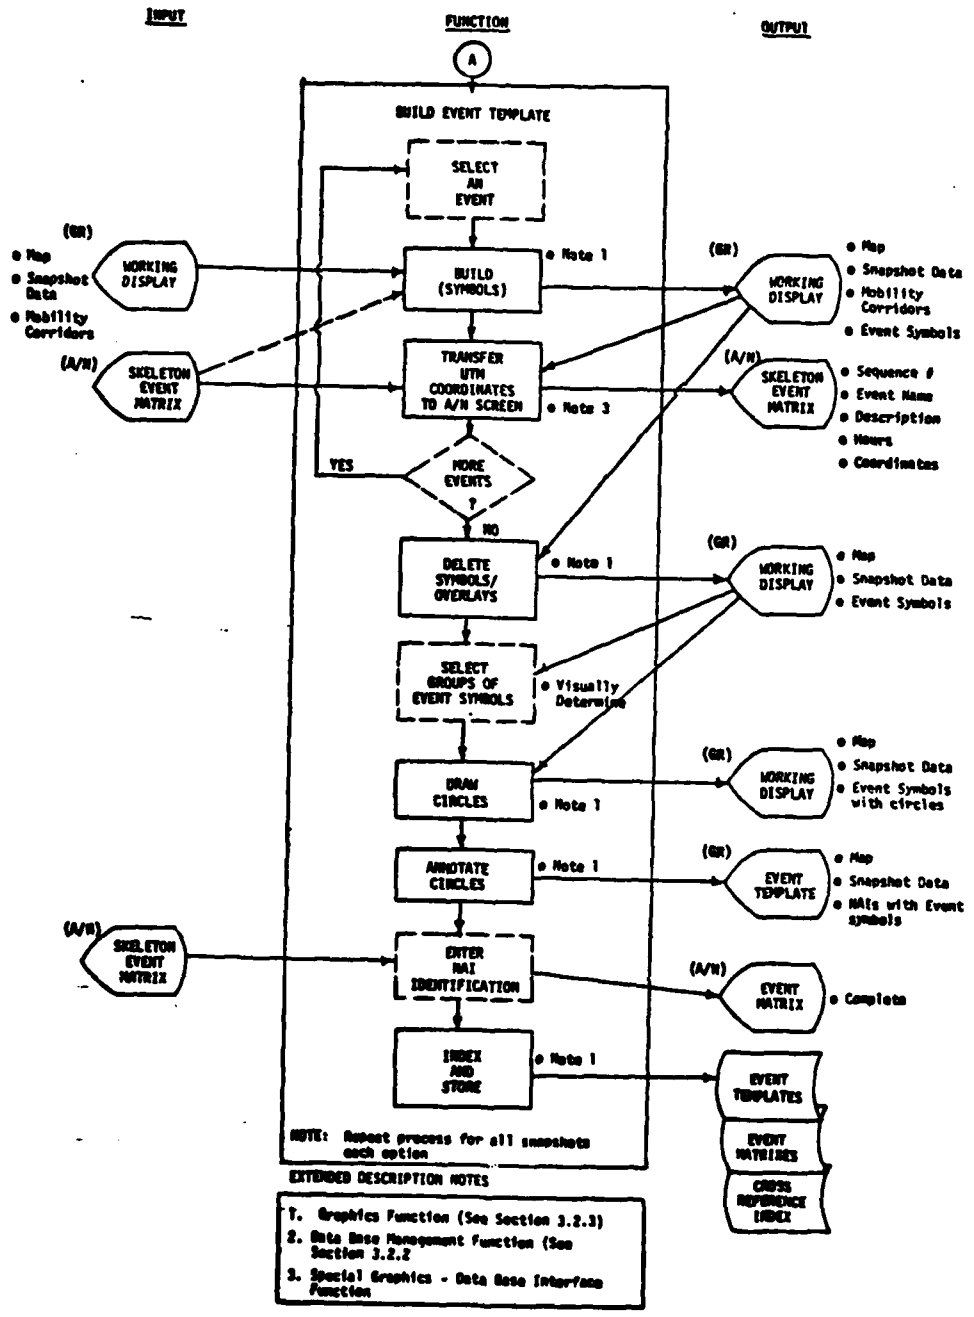 INPUT
FUNCTION
OUTPUT
A
BUILD EVENT TEMPLATE
SELECT
AN
EVENT
(GR)
● Map
● Snapshot
Data
● Mobility
Corridors
WORKING
DISPLAY
BUILD
(SYMBOLS)
● Note 1
(GR)
WORKING
DISPLAY
● Map
● Snapshot Data
● Mobility
Corridors
● Event Symbols
(A/N)
SKELETON
EVENT
MATRIX
TRANSFER
UTM
COORDINATES
TO A/N SCREEN
● Note 3
(A/N)
SKELETON
EVENT
MATRIX
● Sequence #
● Event Name
● Description
● Hours
● Coordinates
YES
MORE
EVENTS
?
NO
DELETE
SYMBOLS/
OVERLAYS
● Note 1
(GR)
WORKING
DISPLAY
● Map
● Snapshot Data
● Event Symbols
SELECT
GROUPS OF
EVENT SYMBOLS
● Visually
Determine
DRAW
CIRCLES
● Note 1
(GR)
WORKING
DISPLAY
● Map
● Snapshot Data
● Event Symbols
with circles
ANNOTATE
CIRCLES
● Note 1
(GR)
EVENT
TEMPLATE
● Map
● Snapshot Data
● NAIs with Event
symbols
(A/N)
SKELETON
EVENT
MATRIX
ENTER
NAI
IDENTIFICATION
(A/N)
EVENT
MATRIX
● Complete
INDEX
AND
STORE
● Note 1
EVENT
TEMPLATES
EVENT
MATRIXES
CROSS
REFERENCE
INDEX
NOTE: Repeat process for all snapshots
each option
EXTENDED DESCRIPTION NOTES
1. Graphics Function (See Section 3.2.3)
2. Data Base Management Function (See
Section 3.2.2
3. Special Graphics - Data Base Interface
Function